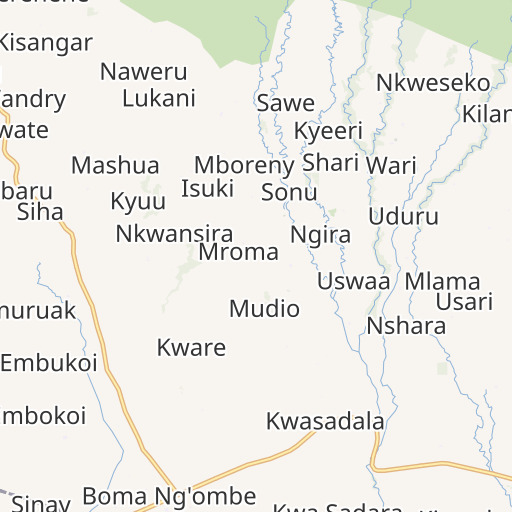 Kisangar
Naweru
Nkweseko
Lukani
Sawe
Kyeeri
Mashua
Mboreny
Shari
Wari
Isuki
Sonu
Kyuu
Siha
Uduru
Nkwansira
Ngira
Mroma
Uswaa
Mlama
Usari
Mudio
Nshara
Kware
Embukoi
Kwasadala
Boma Ng'ombe